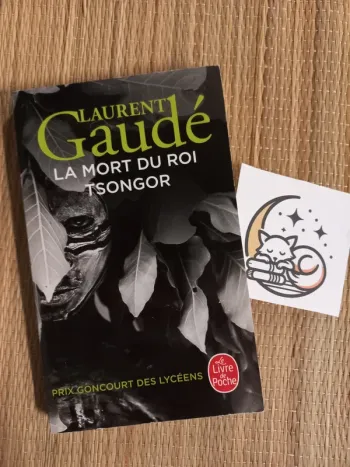 LAURENT
Gaudé
LA MORT DU ROI
TSONGOR
PRIX GONCOURT DES LYCÉENS
Le
Livre
de
Poche